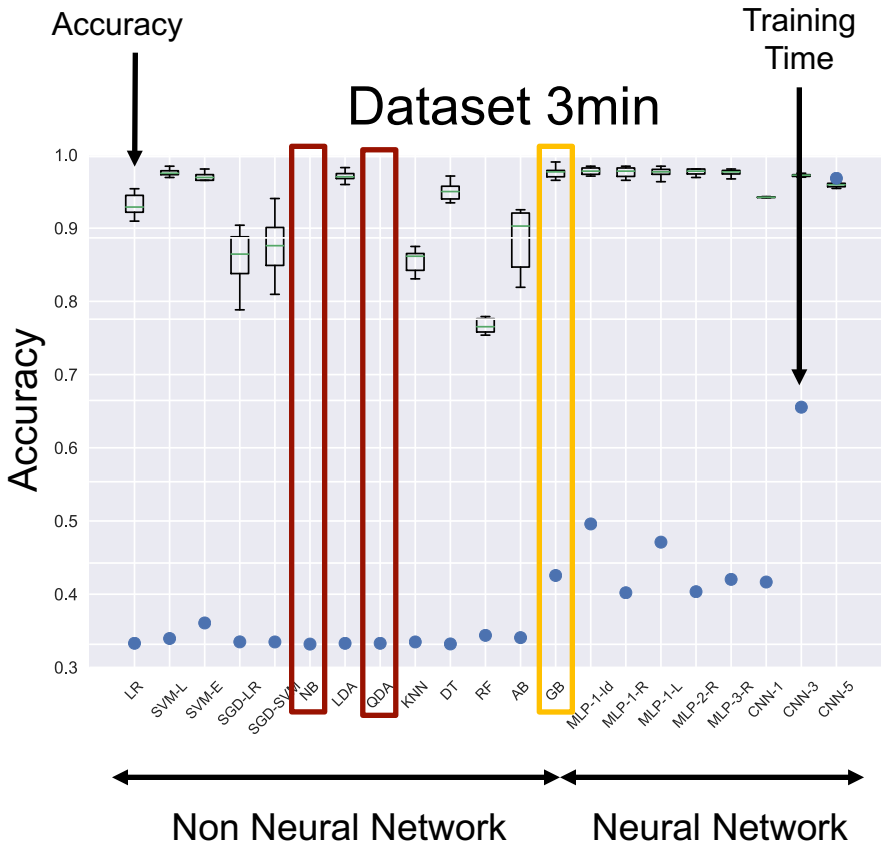 Accuracy
Training
Time
Dataset 3min
Accuracy
1.0
0.9
0.8
0.7
0.6
0.5
0.4
0.3
LR
SVM-L
SVM-E
SGD-LR
SGD-SVM
NB
LDA
QDA
KNN
DT
RF
AB
GB
MLP-1-Id
MLP-1-R
MLP-1-L
MLP-2-R
MLP-3-R
CNN-1
CNN-3
CNN-5
Non Neural Network
Neural Network